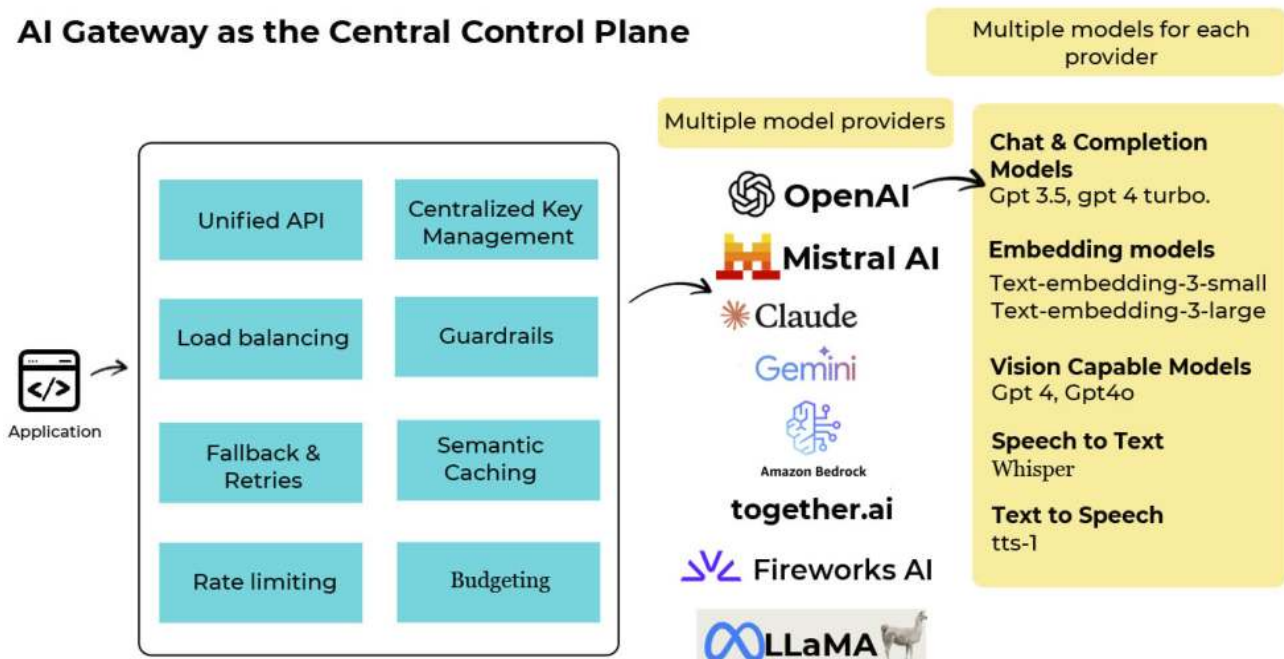 AI Gateway as the Central Control Plane
Multiple models for each
provider
Multiple model providers
Application
</>
Unified API
Centralized Key
Management
Load balancing
Guardrails
Fallback &
Retries
Semantic
Caching
Rate limiting
Budgeting
OpenAI
Mistral AI
Claude
Gemini
Amazon Bedrock
together.ai
Fireworks AI
LLaMA
Chat & Completion
Models
Gpt 3.5, gpt 4 turbo.
Embedding models
Text-embedding-3-small
Text-embedding-3-large
Vision Capable Models
Gpt 4, Gpt4o
Speech to Text
Whisper
Text to Speech
tts-1